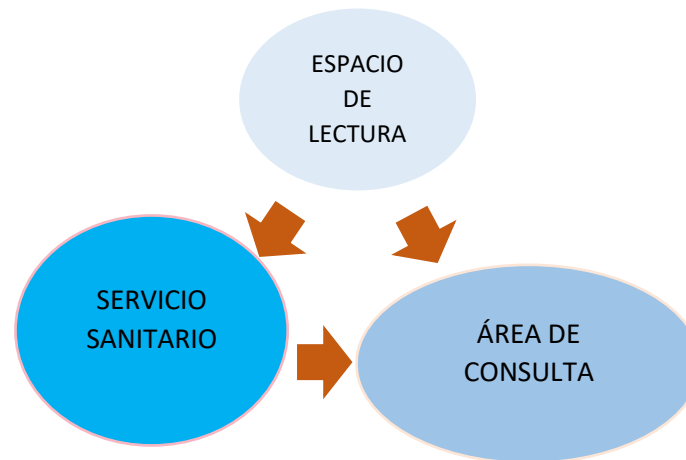 ESPACIO
DE
LECTURA
SERVICIO
SANITARIO
ÁREA DE
CONSULTA